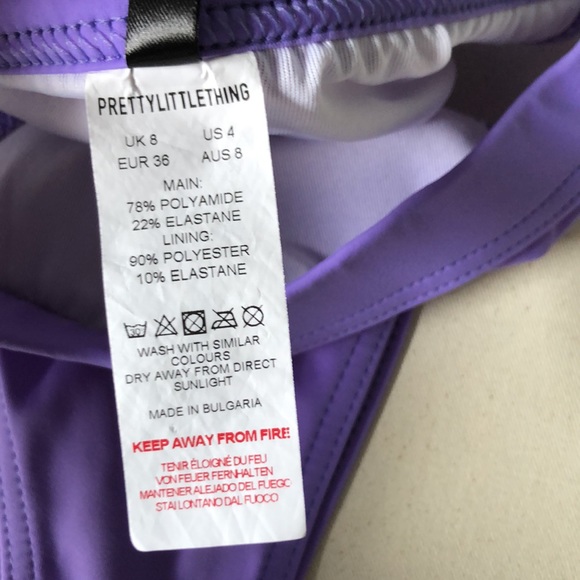 PRETTYLITTLETHING
UK 8 US 4
EUR 36 AUS 8
MAIN:
78% POLYAMIDE
22% ELASTANE
LINING:
90% POLYESTER
10% ELASTANE
30
WASH WITH SIMILAR
COLOURS
DRY AWAY FROM DIRECT
SUNLIGHT
MADE IN BULGARIA
KEEP AWAY FROM FIRE
TENIR ÉLOIGNÉ DU FEU
VON FEUER FERNHALTEN
MANTENER ALEJADO DEL FUEGO
STAI LONTANO DAL FUOCO